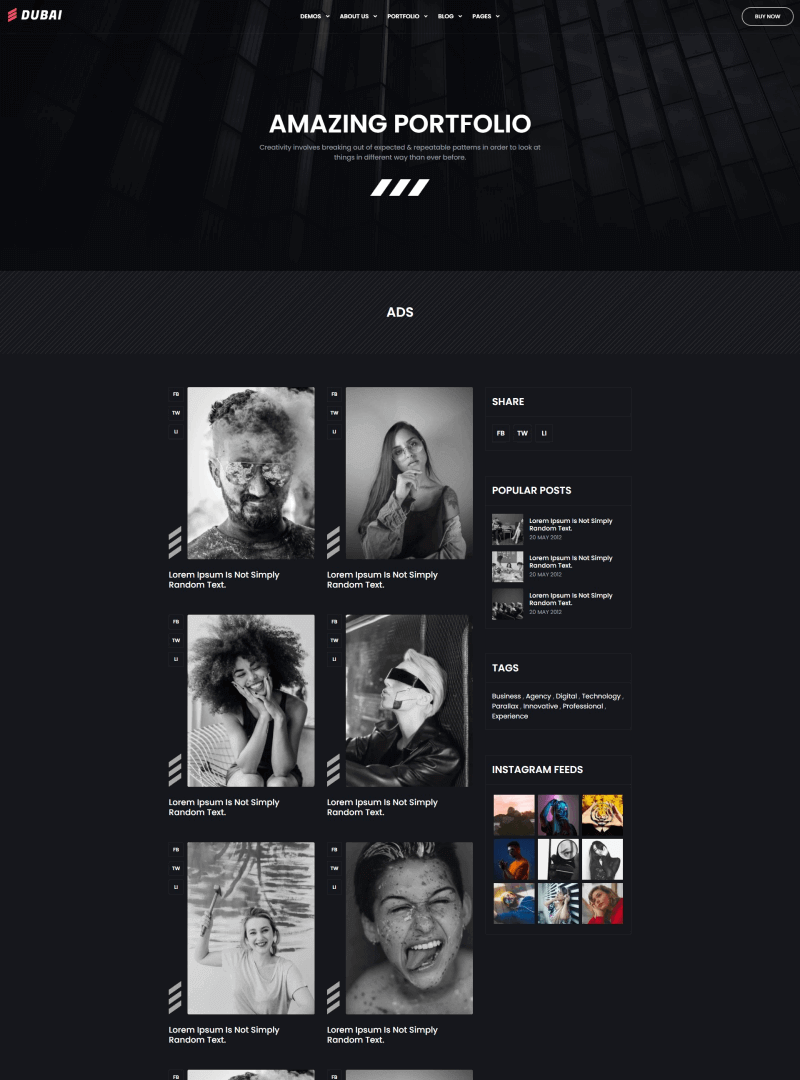 DUBAI
DEMOS ABOUT US PORTFOLIO BLOG PAGES
BUY NOW
AMAZING PORTFOLIO
Creativity involves breaking out of expected & repeatable patterns in order to look at
things in different way than ever before.
ADS
FB
TW
LI
Lorem Ipsum Is Not Simply
Random Text.
FB
TW
LI
Lorem Ipsum Is Not Simply
Random Text.
FB
TW
LI
Lorem Ipsum Is Not Simply
Random Text.
FB
TW
LI
Lorem Ipsum Is Not Simply
Random Text.
FB
TW
LI
Lorem Ipsum Is Not Simply
Random Text.
FB
TW
LI
Lorem Ipsum Is Not Simply
Random Text.
FB
FB
SHARE
FB TW LI
POPULAR POSTS
Lorem Ipsum Is Not Simply
Random Text.
20 MAY 2012
Lorem Ipsum Is Not Simply
Random Text.
20 MAY 2012
Lorem Ipsum Is Not Simply
Random Text.
20 MAY 2012
TAGS
Business , Agency , Digital , Technology ,
Parallax , Innovative , Professional ,
Experience
INSTAGRAM FEEDS